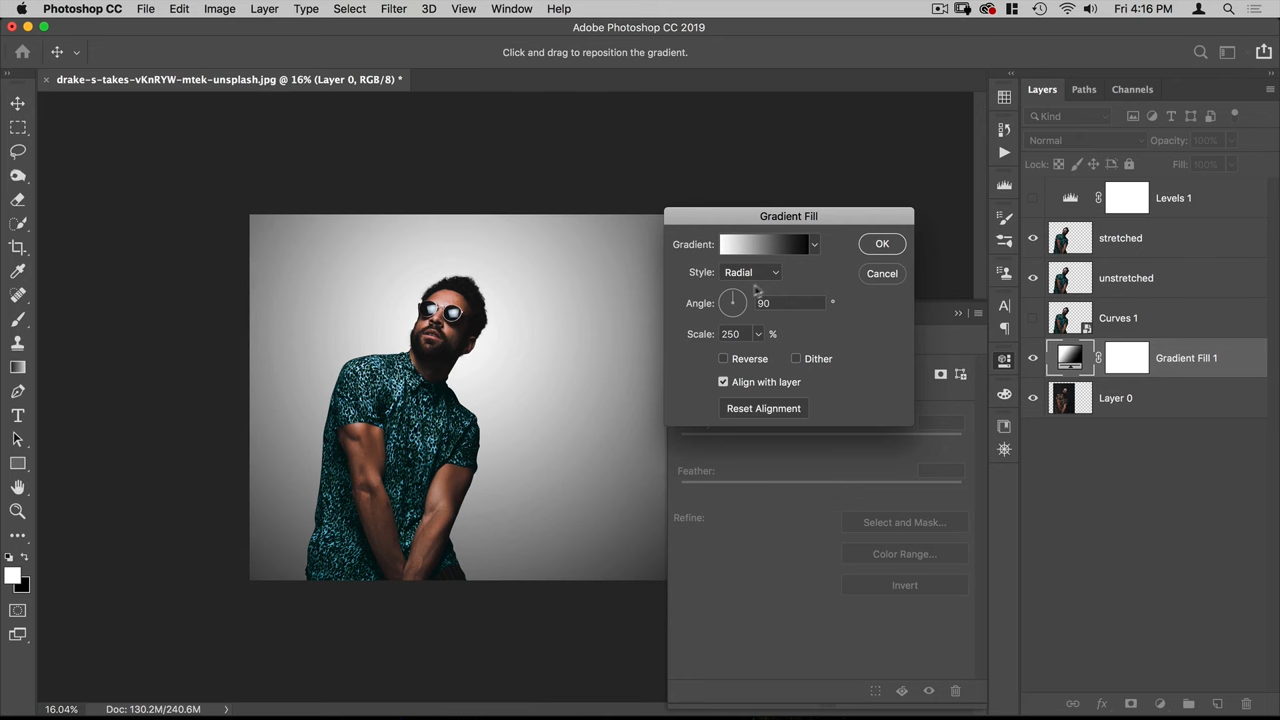 Photoshop CC File Edit Image Layer Type Select Filter 3D View Window Help Fri 4:16 PM
Adobe Photoshop CC 2019
Click and drag to reposition the gradient.
drake-s-takes-vKnRYW-mtek-unsplash.jpg @ 16% (Layer 0, RGB/8) *
Layers Paths Channels
Kind
Normal Opacity: 100%
Lock: Fill: 100%
Levels 1
stretched
unstretched
Curves 1
Gradient Fill 1
Layer 0
Gradient Fill
Gradient: OK
Style: Radial Cancel
Angle: 90 °
Scale: 250 %
Reverse Dither
Align with layer
Reset Alignment
Feather:
Refine: Select and Mask...
Color Range...
Invert
16.04% Doc: 130.2M/240.6M